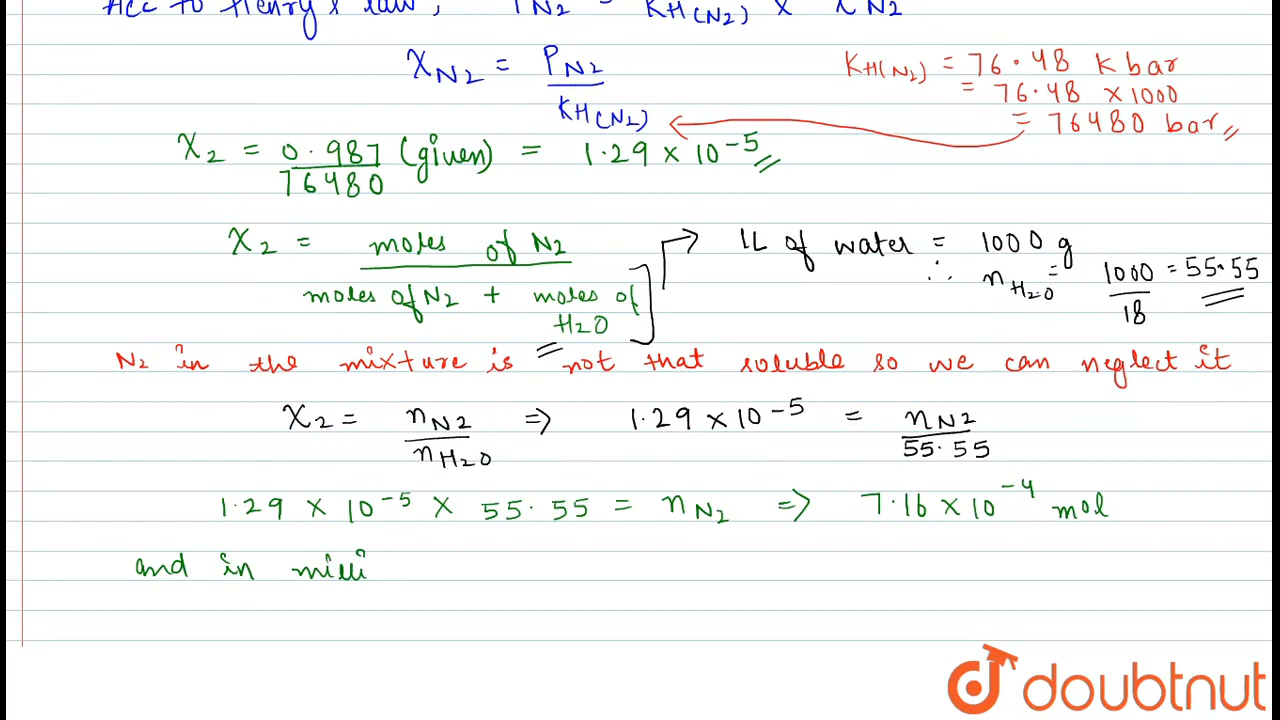 Acc to Henry's law, PN2 = KH(N2) × XN2
XN2 = PN2 / KH(N2)
KH(N2) = 76.48 K bar
= 76.48 × 1000
= 76480 bar
X2 = 0.987 / 76480 (given) = 1.29 × 10^-5
X2 = moles of N2 / moles of N2 + moles of H2O
1L of water = 1000 g
∴ nH2O = 1000 / 18 = 55.55
N2 in the mixture is not that soluble so we can neglect it
X2 = nN2 / nH2O ⇒ 1.29 × 10^-5 = nN2 / 55.55
1.29 × 10^-5 × 55.55 = nN2 ⇒ 7.16 × 10^-4 mol
and in milli
doubtnut